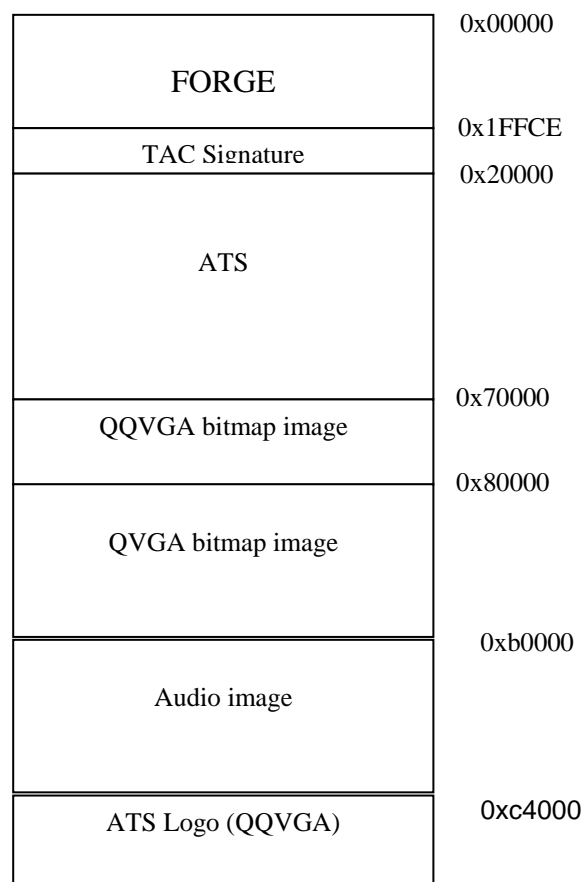 0x00000
FORGE
0x1FFCE
TAC Signature
0x20000
ATS
0x70000
QQVGA bitmap image
0x80000
QVGA bitmap image
0xb0000
Audio image
0xc4000
ATS Logo (QQVGA)